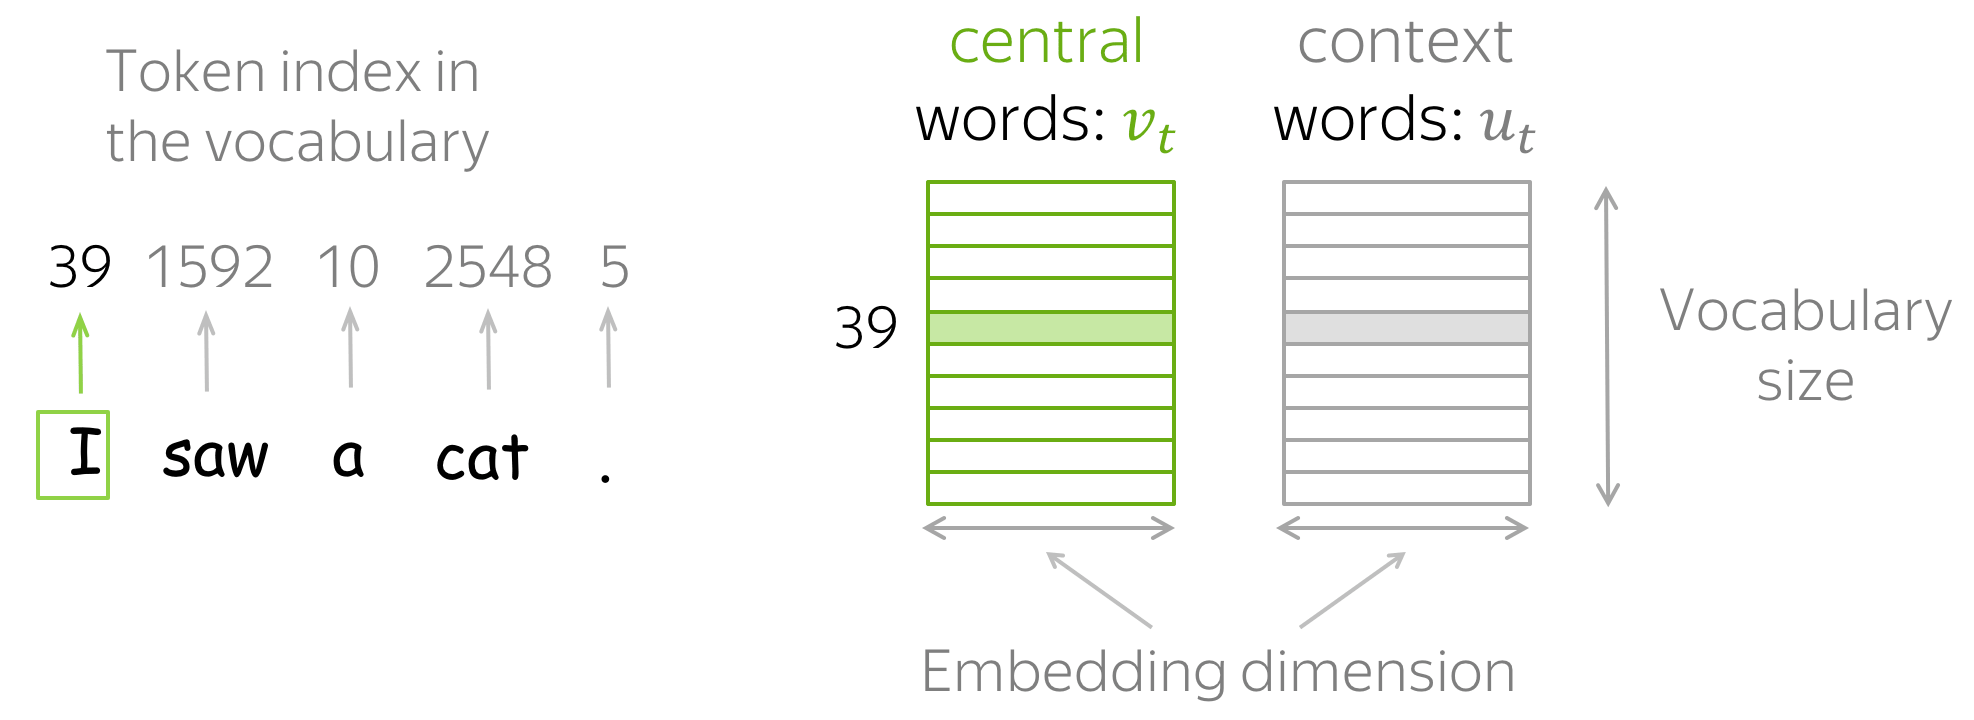 Token index in
the vocabulary
39 1592 10 2548 5
I saw a cat .
central
words: v_t
context
words: u_t
39
Vocabulary
size
Embedding dimension